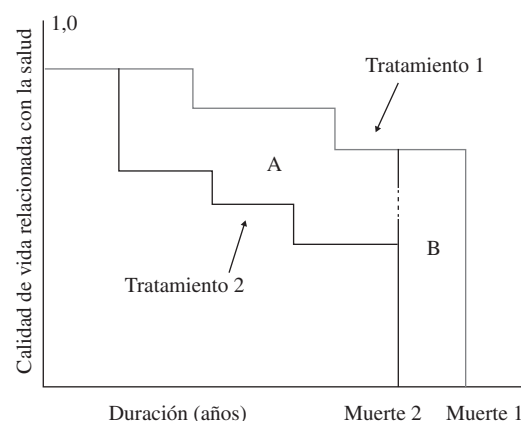 1,0
Calidad de vida relacionada con la salud
Tratamiento 1
A
B
Tratamiento 2
Duración (años)
Muerte 2
Muerte 1